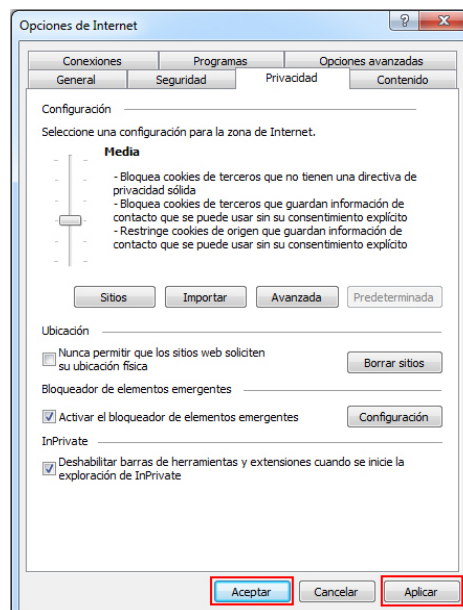 Opciones de Internet
Conexiones Programas Opciones avanzadas
General Seguridad Privacidad Contenido
Configuración
Seleccione una configuración para la zona de Internet.
Media
- Bloquea cookies de terceros que no tienen una directiva de
privacidad sólida
- Bloquea cookies de terceros que guardan información de
contacto que se puede usar sin su consentimiento explícito
- Restringe cookies de origen que guardan información de
contacto que se puede usar sin su consentimiento explícito
Sitios Importar Avanzada Predeterminada
Ubicación
Nunca permitir que los sitios web soliciten
su ubicación física
Borrar sitios
Bloqueador de elementos emergentes
Activar el bloqueador de elementos emergentes Configuración
InPrivate
Deshabilitar barras de herramientas y extensiones cuando se inicie la
exploración de InPrivate
Aceptar Cancelar Aplicar